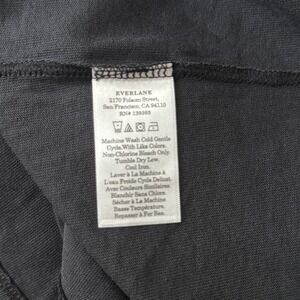 EVERLANE
2170 Folsom Street,
San Francisco, CA 94110
RN# 139365
Machine Wash Cold Gentle
Cycle With Like Colors.
Non-Chlorine Bleach Only.
Tumble Dry Low.
Cool Iron.
Laver à La Machine à
L'eau Froide Cycle Delicat.
Avec Couleurs Similaires.
Blanchir Sans Chlore.
Sécher à La Machine
Basse Température.
Repasser à Fer Bas.